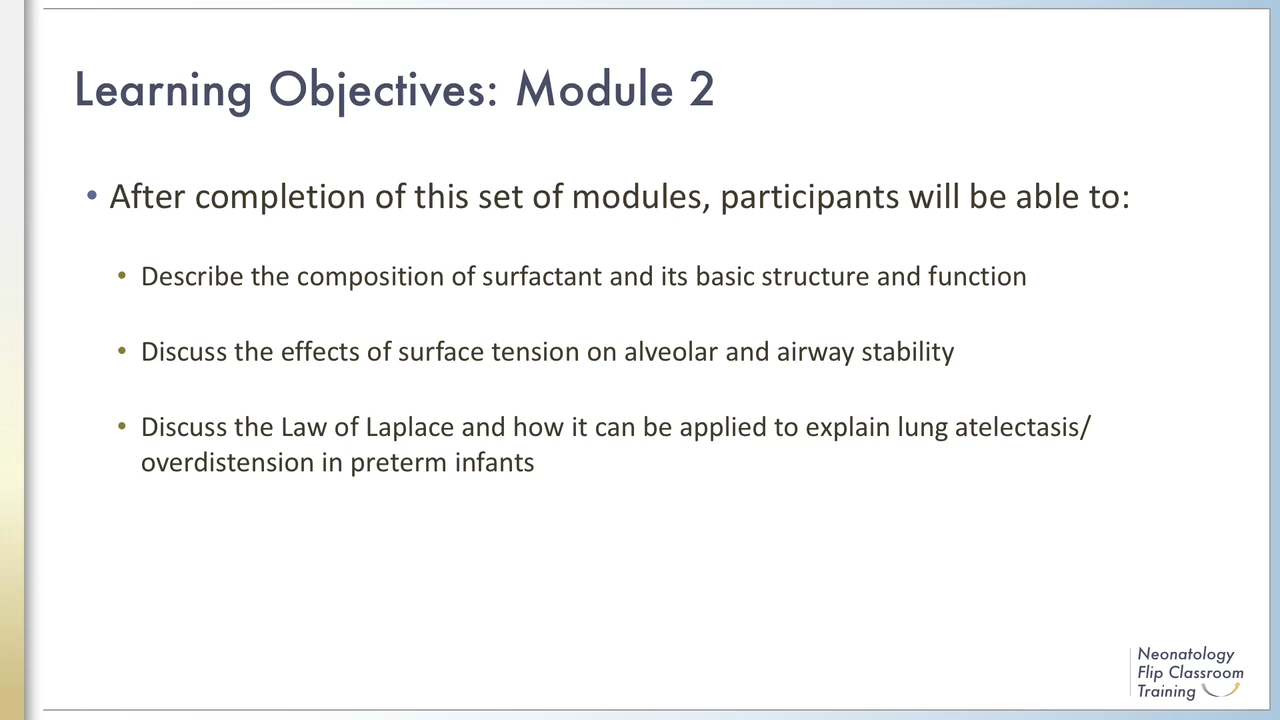 Learning Objectives: Module 2
• After completion of this set of modules, participants will be able to:
• Describe the composition of surfactant and its basic structure and function
• Discuss the effects of surface tension on alveolar and airway stability
• Discuss the Law of Laplace and how it can be applied to explain lung atelectasis/
overdistension in preterm infants
Neonatology
Flip Classroom
Training